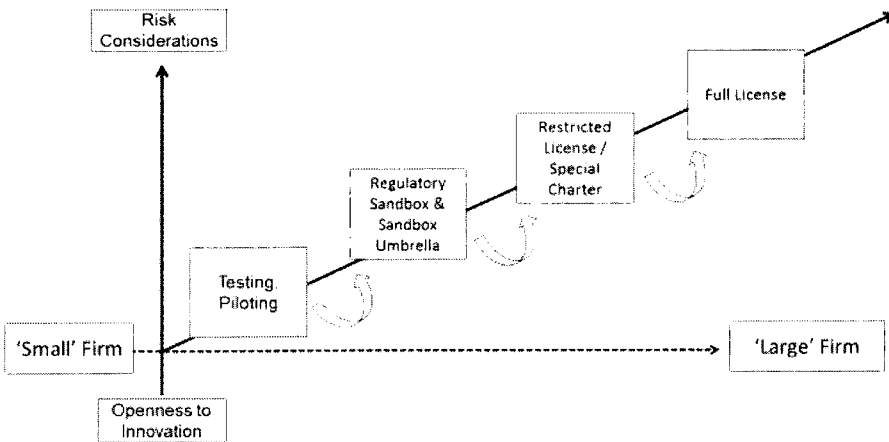 Risk
Considerations
Full License
Restricted
License /
Special
Charter
Regulatory
Sandbox &
Sandbox
Umbrella
Testing,
Piloting
'Small' Firm
'Large' Firm
Openness to
Innovation